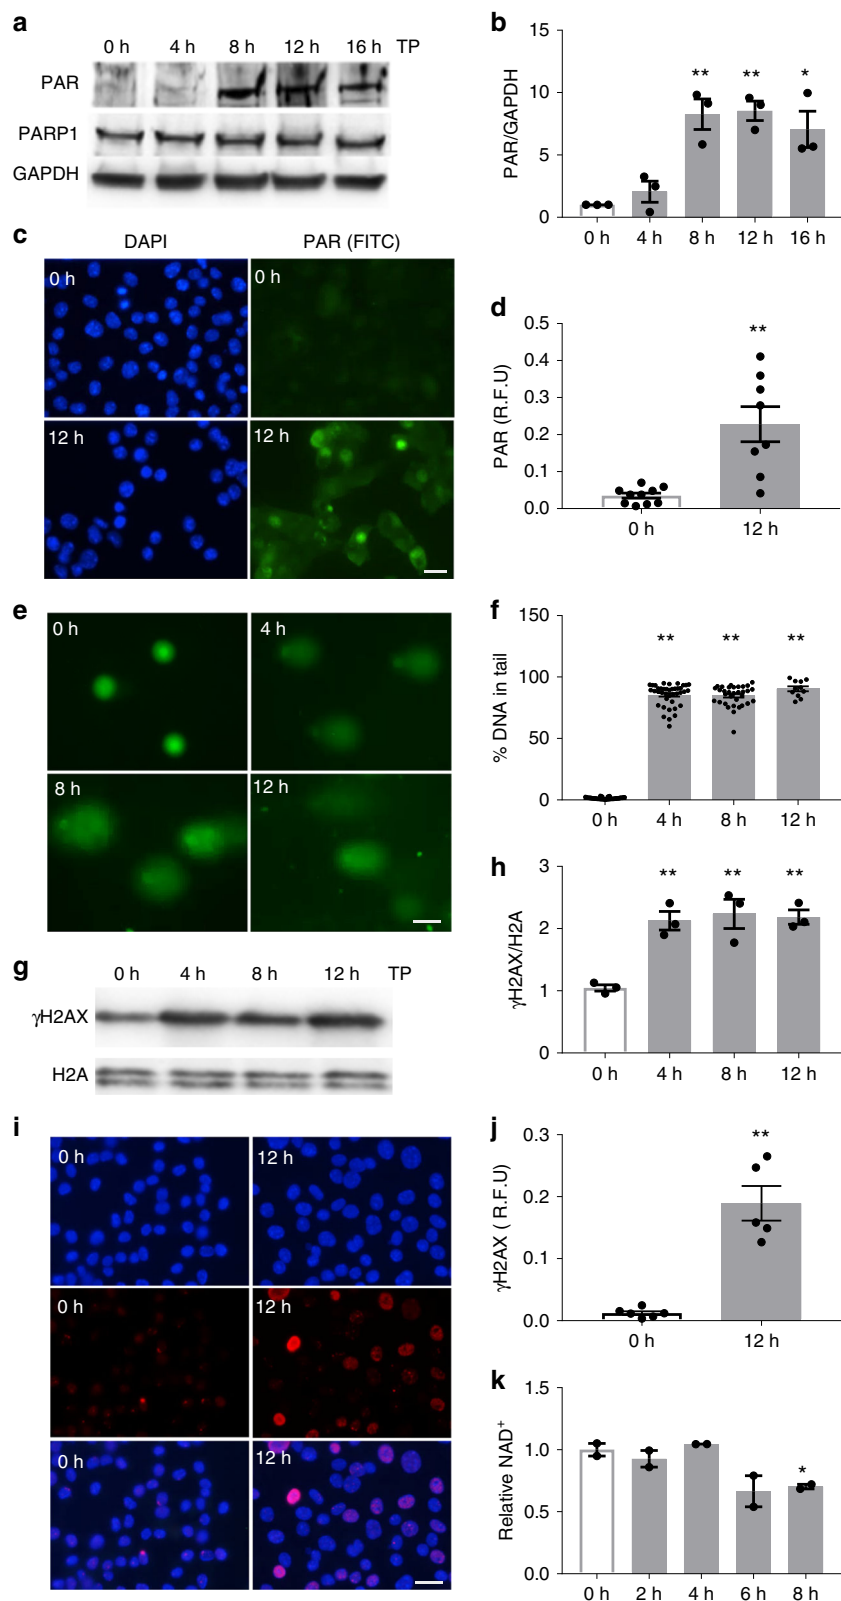 a
0 h 4 h 8 h 12 h 16 h TP
PAR
PARP1
GAPDH
b
PAR/GAPDH
15
10
5
0
** ** *
0 h 4 h 8 h 12 h 16 h
c
DAPI PAR (FITC)
0 h 0 h
12 h 12 h
d
PAR (R.F.U)
0.5
0.4
0.3
0.2
0.1
0.0
**
0 h 12 h
e
0 h 4 h
8 h 12 h
f
% DNA in tail
150
100
50
0
** ** **
0 h 4 h 8 h 12 h
g
0 h 4 h 8 h 12 h TP
γH2AX
H2A
h
γH2AX/H2A
3
2
1
0
** ** **
0 h 4 h 8 h 12 h
i
0 h 12 h
0 h 12 h
0 h 12 h
j
γH2AX ( R.F.U)
0.3
0.2
0.1
0.0
**
0 h 12 h
k
Relative NAD⁺
1.5
1.0
0.5
0.0
*
0 h 2 h 4 h 6 h 8 h